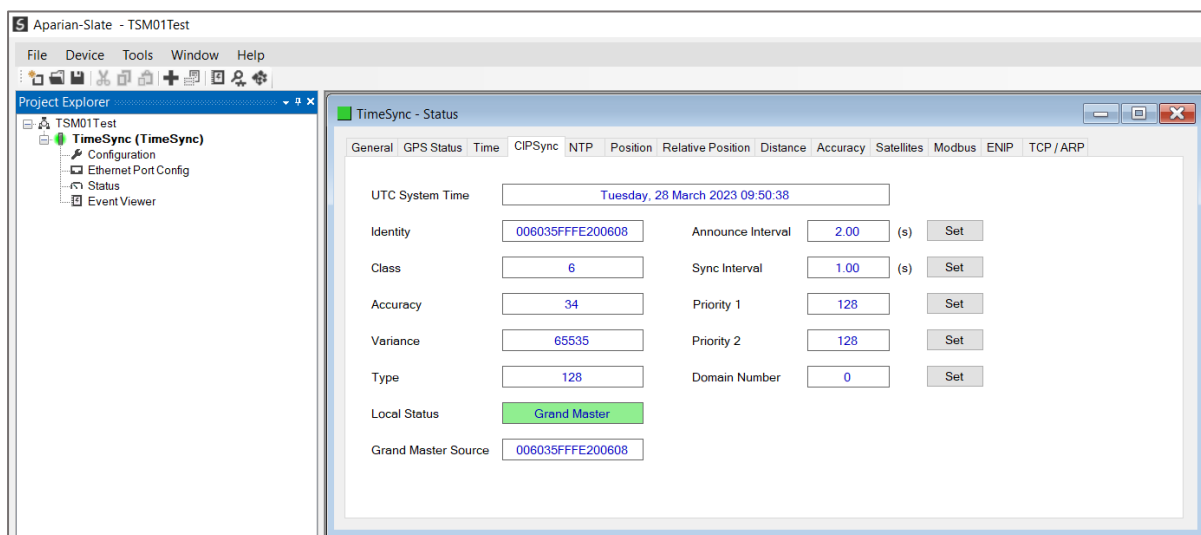 Aparian-Slate - TSM01Test
File Device Tools Window Help
Project Explorer
TSM01Test
TimeSync (TimeSync)
Configuration
Ethernet Port Config
Status
Event Viewer
TimeSync - Status
General GPS Status Time CIPSync NTP Position Relative Position Distance Accuracy Satellites Modbus ENIP TCP / ARP
UTC System Time Tuesday, 28 March 2023 09:50:38
Identity 006035FFFE200608 Announce Interval 2.00 (s) Set
Class 6 Sync Interval 1.00 (s) Set
Accuracy 34 Priority 1 128 Set
Variance 65535 Priority 2 128 Set
Type 128 Domain Number 0 Set
Local Status Grand Master
Grand Master Source 006035FFFE200608